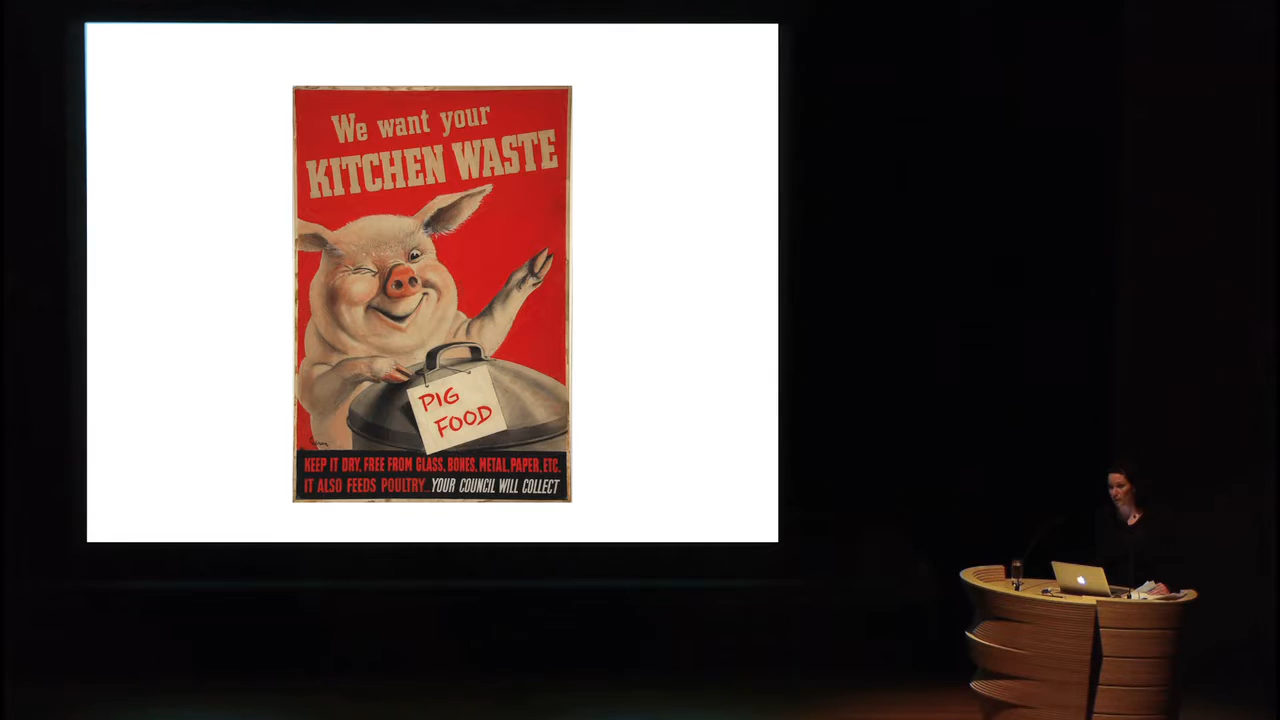 We want your
KITCHEN WASTE
PIG
FOOD
KEEP IT DRY, FREE FROM GLASS, BONES, METAL, PAPER, ETC.
IT ALSO FEEDS POULTRY... YOUR COUNCIL WILL COLLECT